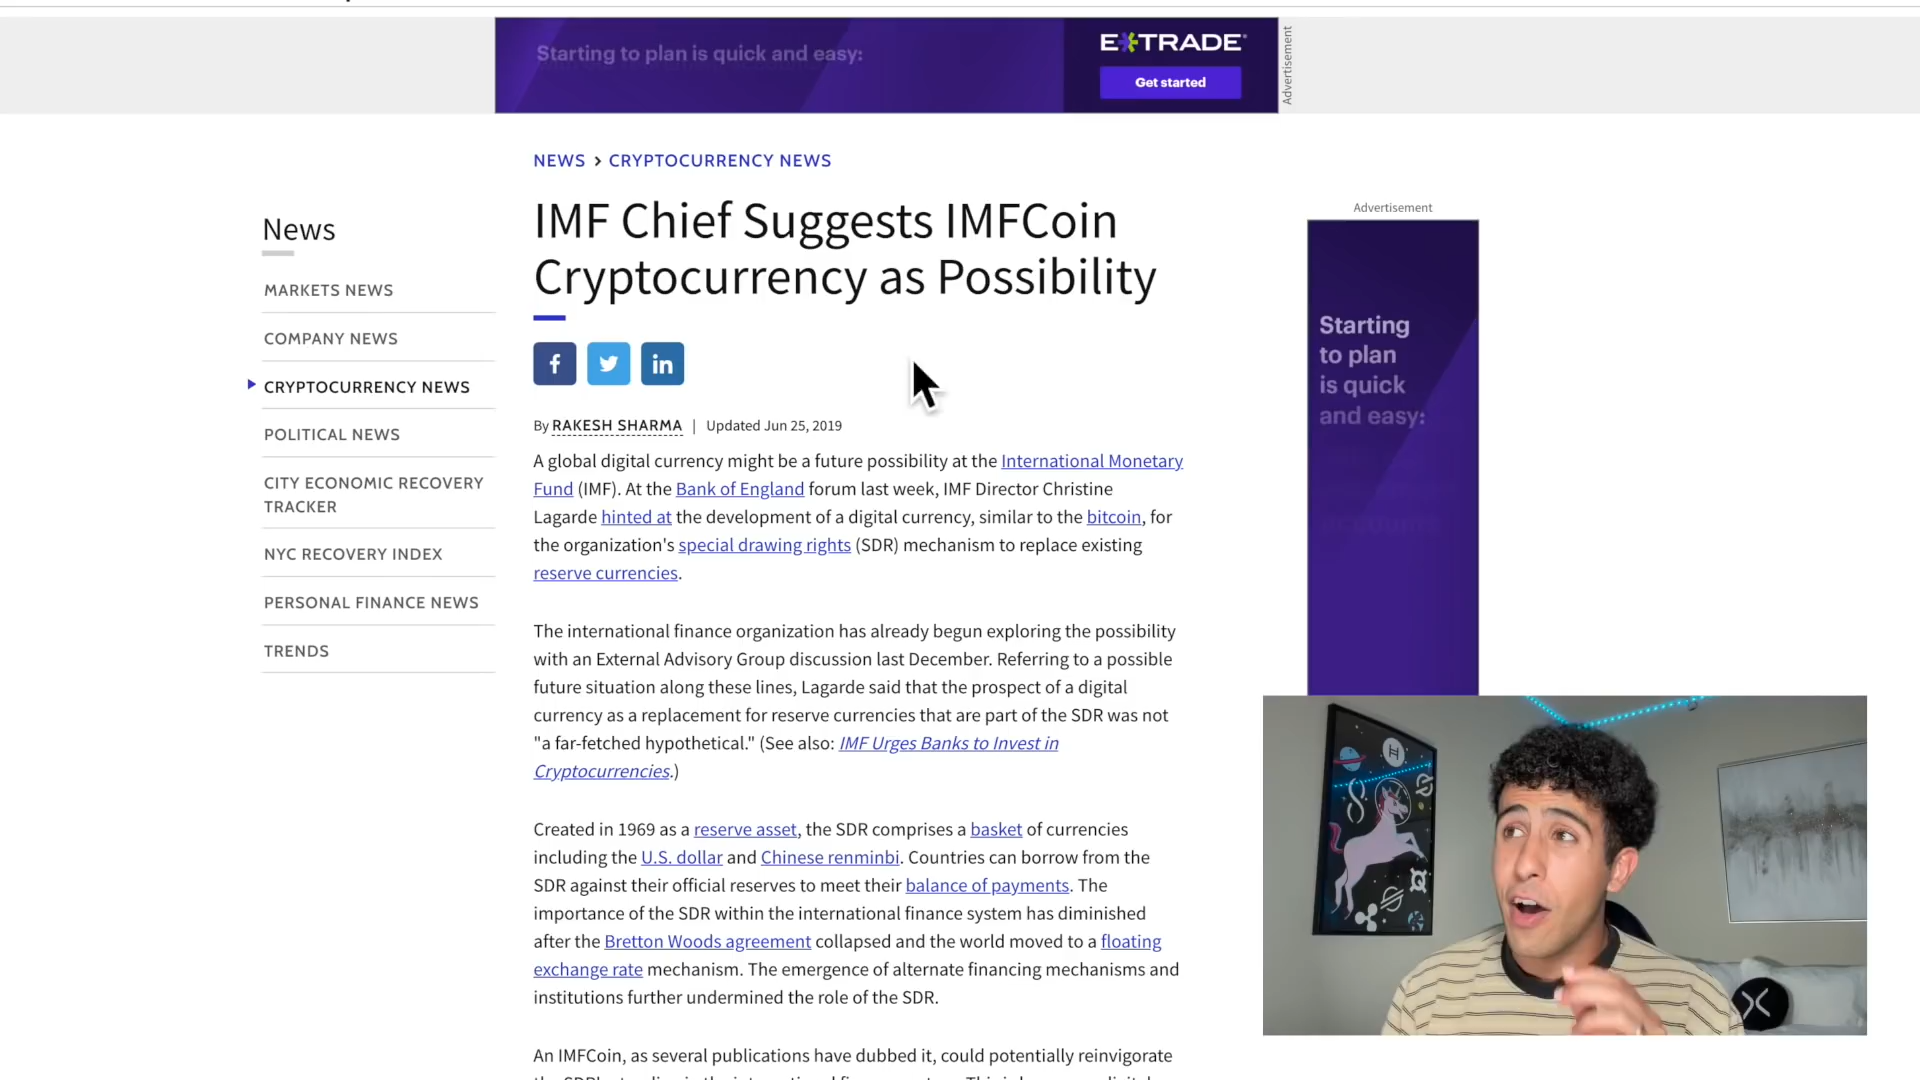 Starting to plan is quick and easy:
E*TRADE
Get started
Advertisement
NEWS > CRYPTOCURRENCY NEWS
IMF Chief Suggests IMFCoin
Cryptocurrency as Possibility
News
MARKETS NEWS
COMPANY NEWS
CRYPTOCURRENCY NEWS
POLITICAL NEWS
CITY ECONOMIC RECOVERY
TRACKER
NYC RECOVERY INDEX
PERSONAL FINANCE NEWS
TRENDS
By RAKESH SHARMA | Updated Jun 25, 2019
A global digital currency might be a future possibility at the International Monetary
Fund (IMF). At the Bank of England forum last week, IMF Director Christine
Lagarde hinted at the development of a digital currency, similar to the bitcoin, for
the organization's special drawing rights (SDR) mechanism to replace existing
reserve currencies.
The international finance organization has already begun exploring the possibility
with an External Advisory Group discussion last December. Referring to a possible
future situation along these lines, Lagarde said that the prospect of a digital
currency as a replacement for reserve currencies that are part of the SDR was not
"a far-fetched hypothetical." (See also: IMF Urges Banks to Invest in
Cryptocurrencies.)
Created in 1969 as a reserve asset, the SDR comprises a basket of currencies
including the U.S. dollar and Chinese renminbi. Countries can borrow from the
SDR against their official reserves to meet their balance of payments. The
importance of the SDR within the international finance system has diminished
after the Bretton Woods agreement collapsed and the world moved to a floating
exchange rate mechanism. The emergence of alternate financing mechanisms and
institutions further undermined the role of the SDR.
An IMFCoin, as several publications have dubbed it, could potentially reinvigorate
Advertisement
Starting
to plan
is quick
and easy: